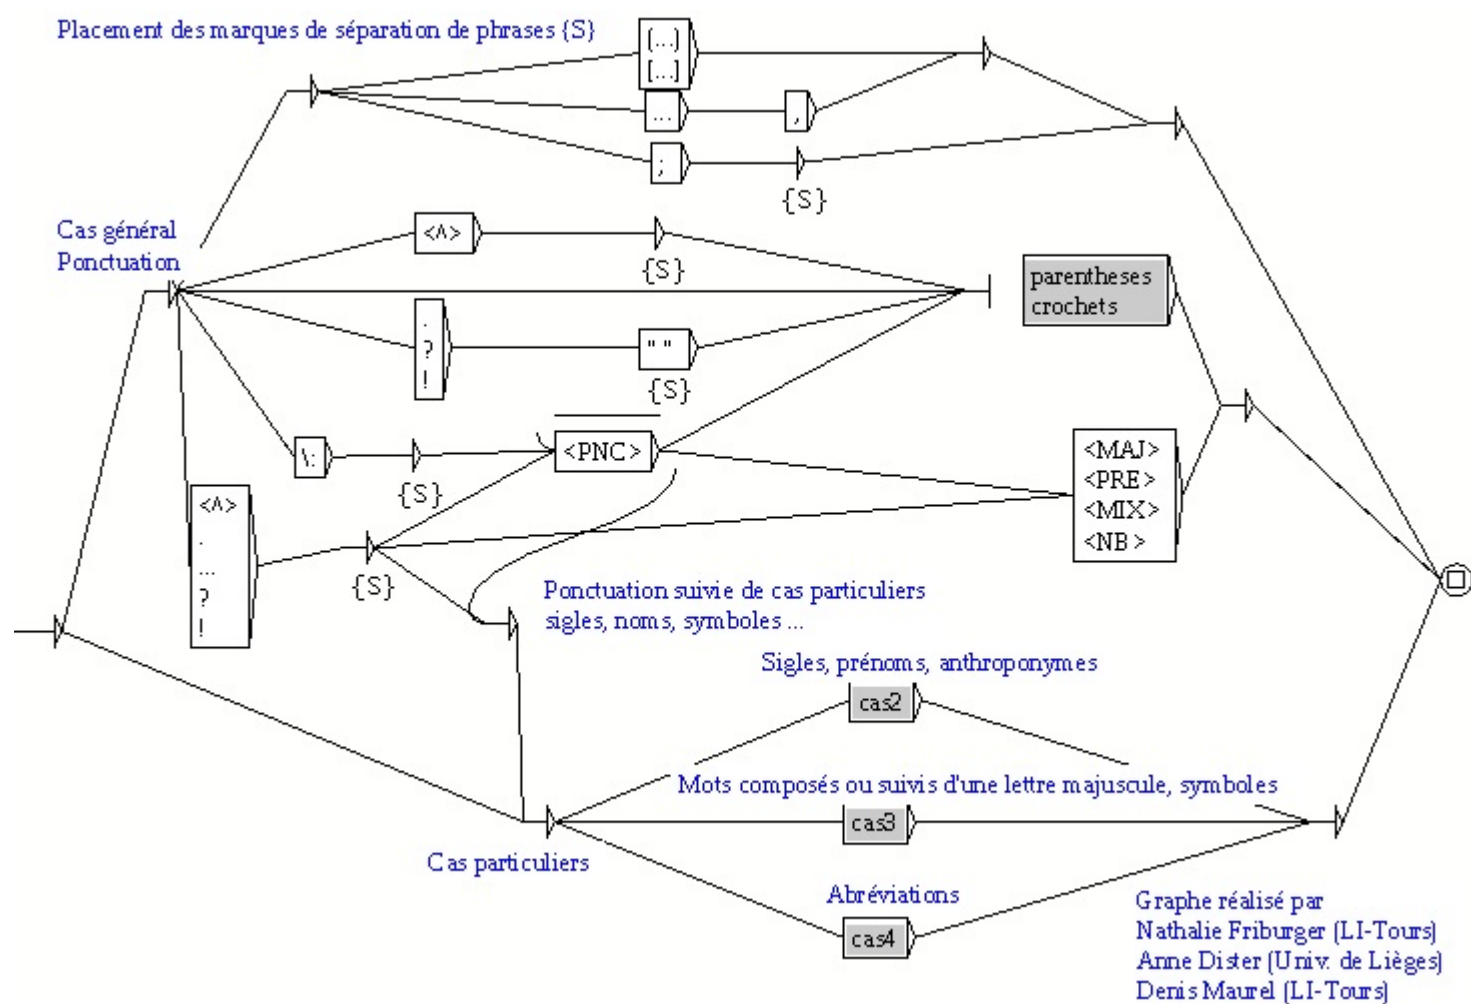 Placement des marques de séparation de phrases {S}
(...)
[...]
...
,
;
{S}
Cas général
Ponctuation
<^>
{S}
parentheses
crochets
.
?
!
" "
{S}
\:
{S}
<PNC>
<MAJ>
<PRE>
<MIX>
<NB>
<^>
.
...
?
!
{S}
Ponctuation suivie de cas particuliers
sigles, noms, symboles ...
Sigles, prénoms, anthroponymes
cas2
Mots composés ou suivis d'une lettre majuscule, symboles
cas3
Cas particuliers
Abréviations
cas4
Graphe réalisé par
Nathalie Friburger (LI-Tours)
Anne Dister (Univ. de Lièges)
Denis Maurel (LI-Tours)